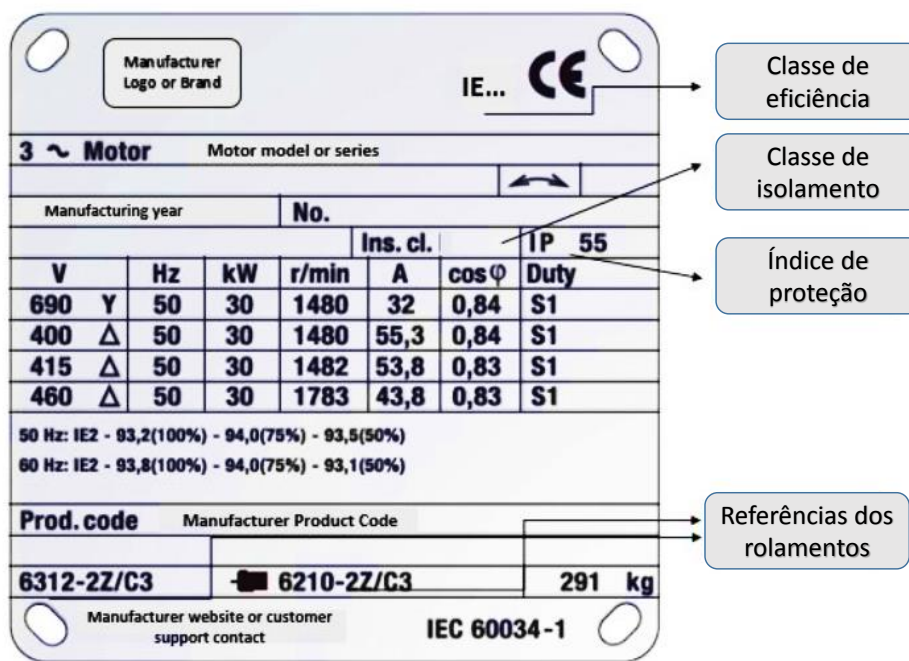 Manufacturer
Logo or Brand
IE... CE
Classe de
eficiência
3 ~ Motor Motor model or series
Classe de
isolamento
Manufacturing year No.
Ins. cl. IP 55
Índice de
proteção
V Hz kW r/min A cosφ Duty
690 Y 50 30 1480 32 0,84 S1
400 Δ 50 30 1480 55,3 0,84 S1
415 Δ 50 30 1482 53,8 0,83 S1
460 Δ 50 30 1783 43,8 0,83 S1
50 Hz: IE2 - 93,2(100%) - 94,0(75%) - 93,5(50%)
60 Hz: IE2 - 93,8(100%) - 94,0(75%) - 93,1(50%)
Prod. code Manufacturer Product Code
Referências dos
rolamentos
6312-2Z/C3 6210-2Z/C3 291 kg
Manufacturer website or customer
support contact
IEC 60034-1